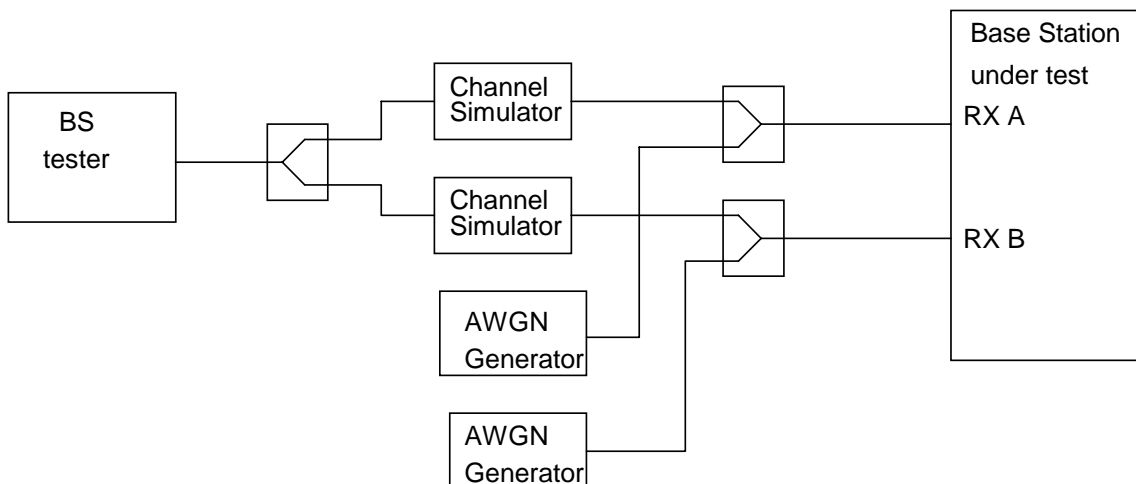 BS
tester
Channel
Simulator
Channel
Simulator
AWGN
Generator
AWGN
Generator
Base Station
under test
RX A
RX B